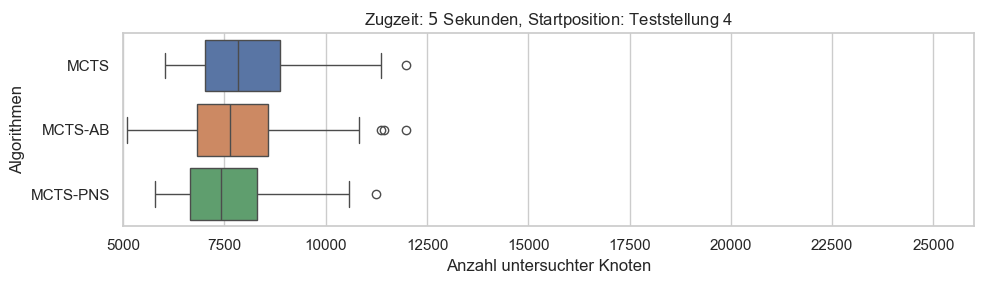 Zugzeit: 5 Sekunden, Startposition: Teststellung 4
Algorithmen
MCTS
MCTS-AB
MCTS-PNS
5000 7500 10000 12500 15000 17500 20000 22500 25000
Anzahl untersuchter Knoten